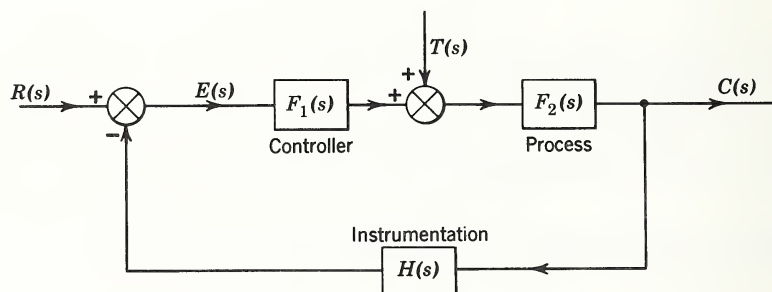 T(s)
R(s) + E(s) F₁(s) + + F₂(s) C(s)
−
Controller Process
Instrumentation
H(s)